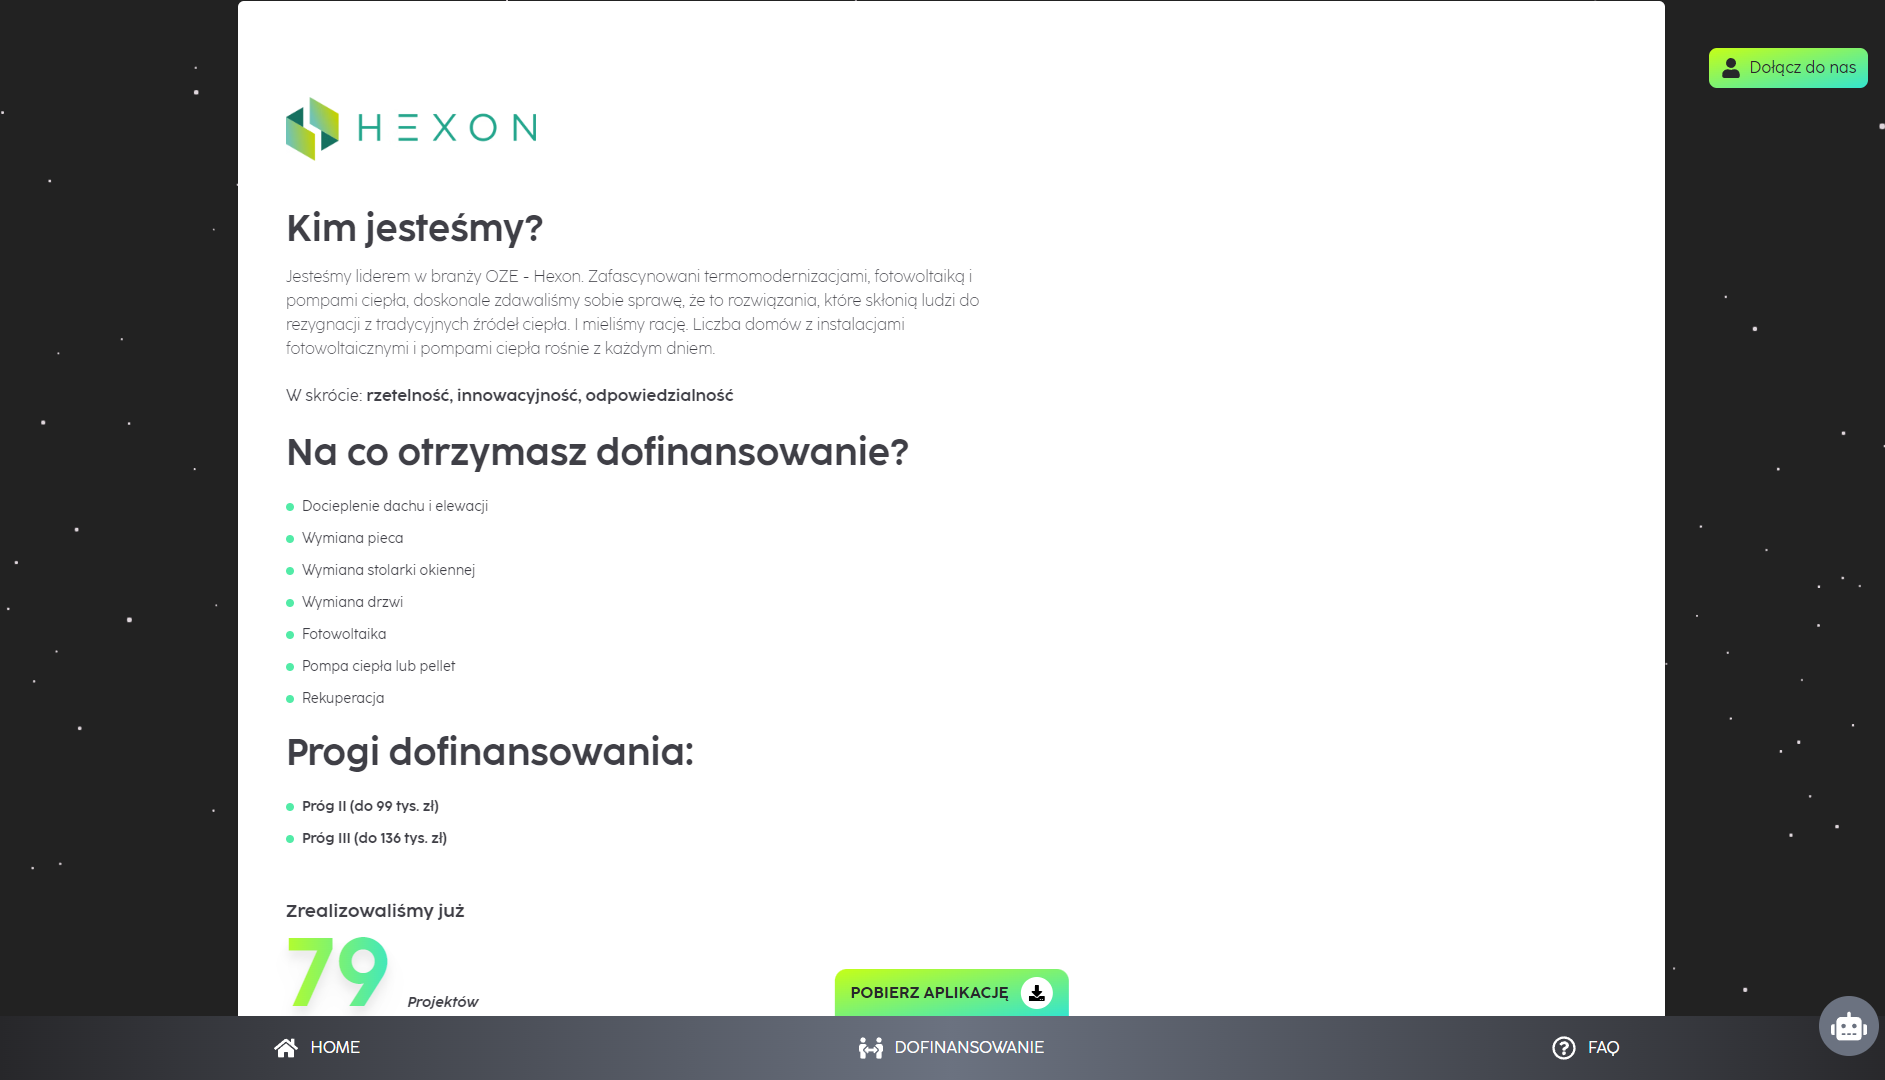 Dołącz do nas
HEXON
Kim jesteśmy?
Jesteśmy liderem w branży OZE - Hexon. Zafascynowani termomodernizacjami, fotowoltaiką i
pompami ciepła, doskonale zdawaliśmy sobie sprawę, że to rozwiązania, które skłonią ludzi do
rezygnacji z tradycyjnych źródeł ciepła. I mieliśmy rację. Liczba domów z instalacjami
fotowoltaicznymi i pompami ciepła rośnie z każdym dniem.
W skrócie: rzetelność, innowacyjność, odpowiedzialność
Na co otrzymasz dofinansowanie?
Docieplenie dachu i elewacji
Wymiana pieca
Wymiana stolarki okiennej
Wymiana drzwi
Fotowoltaika
Pompa ciepła lub pellet
Rekuperacja
Progi dofinansowania:
Próg II (do 99 tys. zł)
Próg III (do 136 tys. zł)
Zrealizowaliśmy już
79 Projektów
POBIERZ APLIKACJĘ
HOME
DOFINANSOWANIE
FAQ